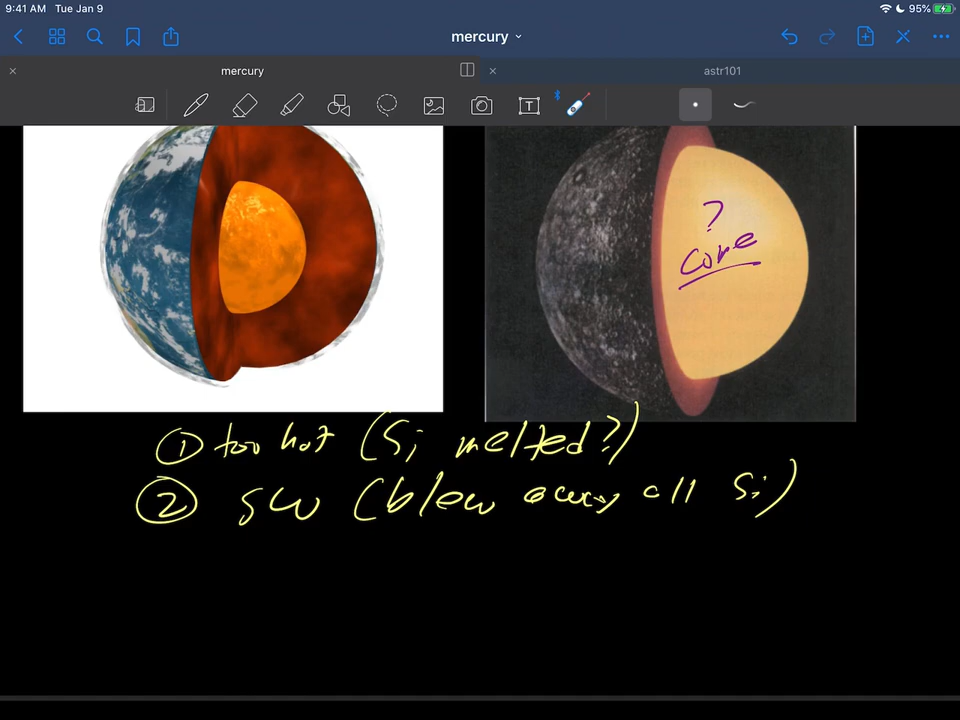 9:41 AM Tue Jan 9
95%
mercury
mercury
astr101
T
?
core
① too hot (Si melted?)
② SW (blew away all Si)